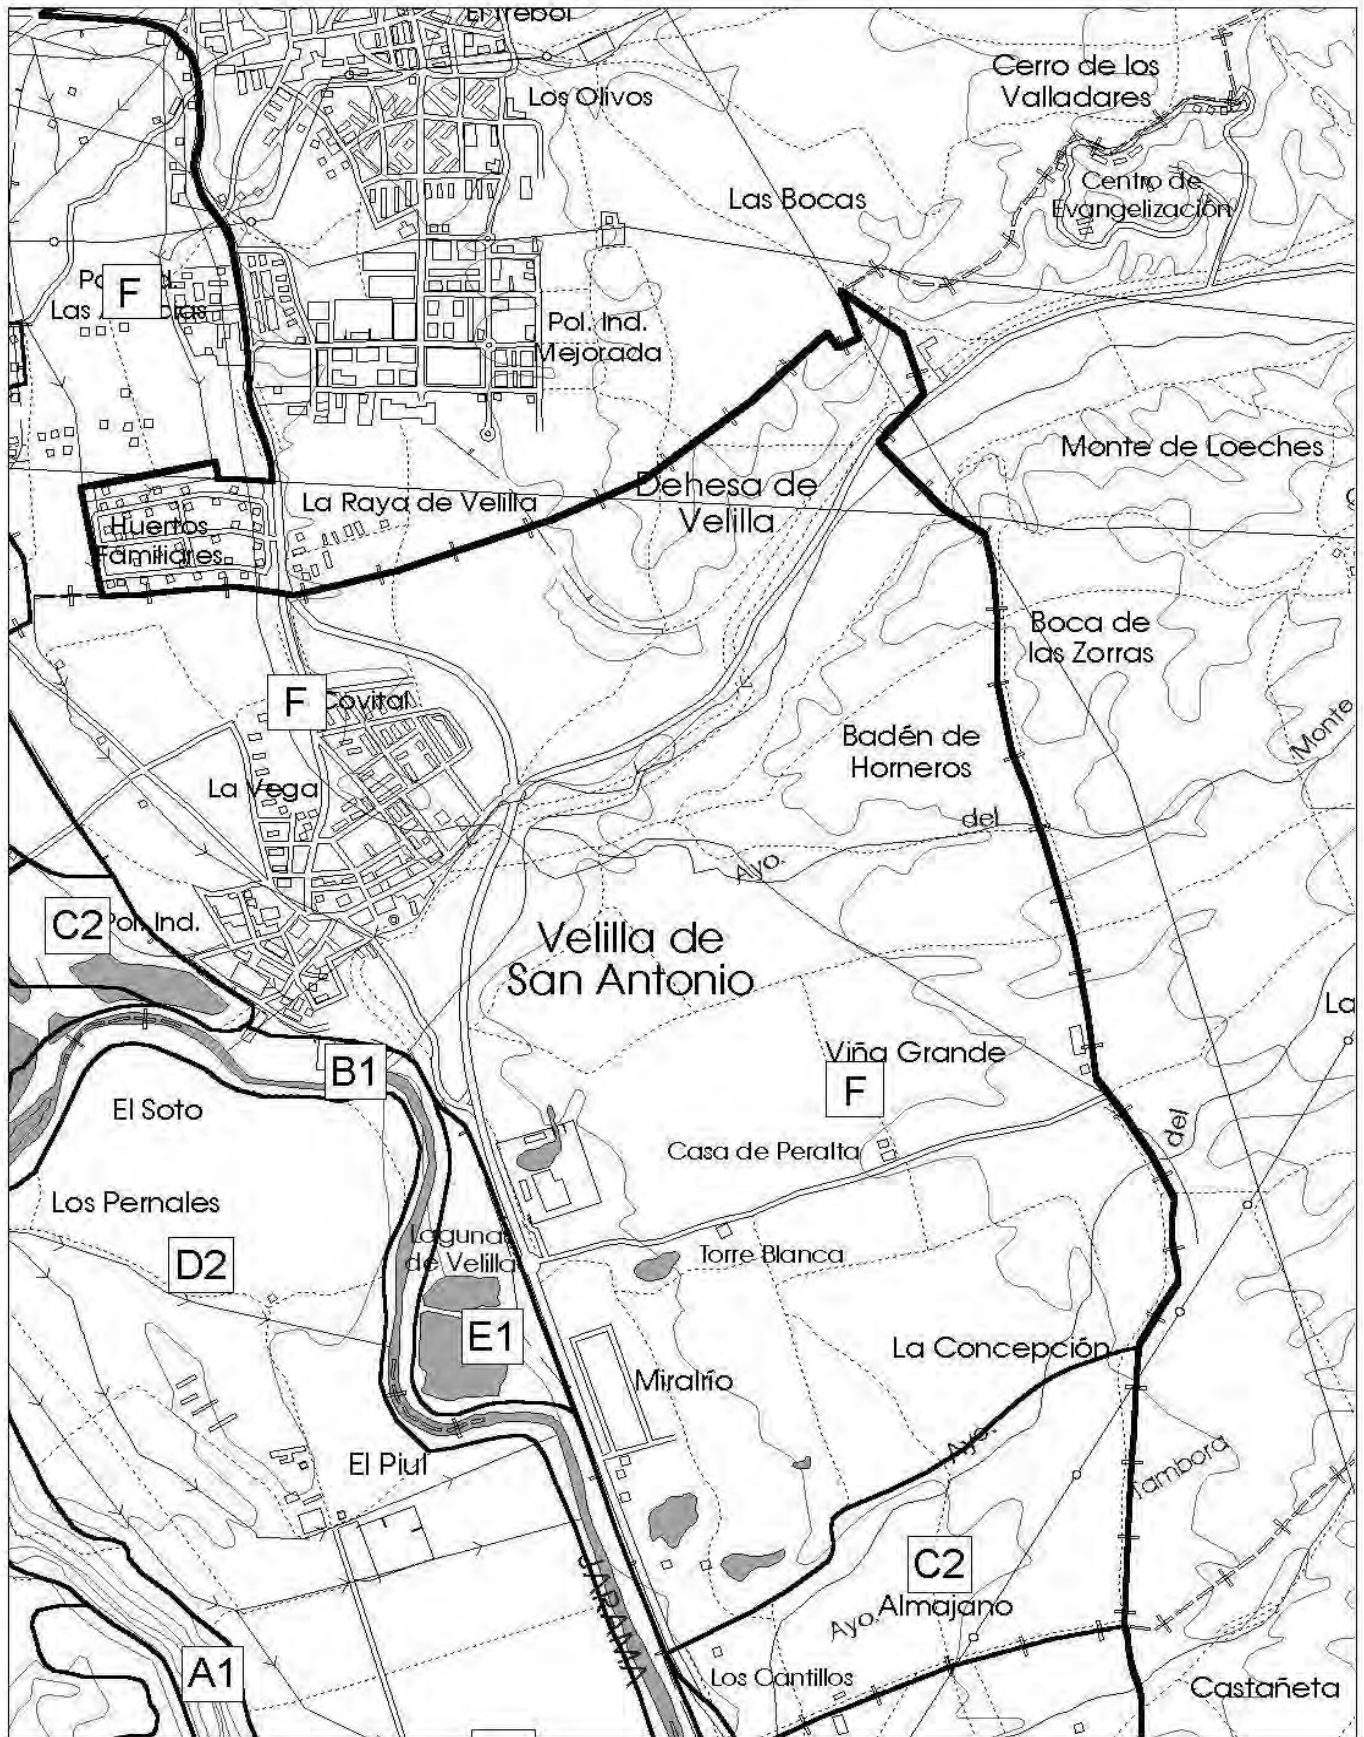 El Trébol
Cerro de los
Valladares
Los Olivos
Centro de
Evangelización
Las Bocas
F
Pol. Ind.
Mejorada
Monte de Loeches
Dehesa de
Velilla
La Raya de Velilla
Huertos
Familiares
Boca de
las Zorras
F
Covital
Monte
Badén de
Horneros
La Vega
del
Ayo.
C2
Pol. Ind.
Velilla de
San Antonio
La
Viña Grande
F
B1
El Soto
del
Casa de Peralta
Los Pernales
Lagunas
de Velilla
Torre Blanca
D2
E1
La Concepción
Miralrío
Ayo.
El Piul
Tambora
C2
JARAMA
Ayo.
Almajano
A1
Los Cantillos
Castañeta